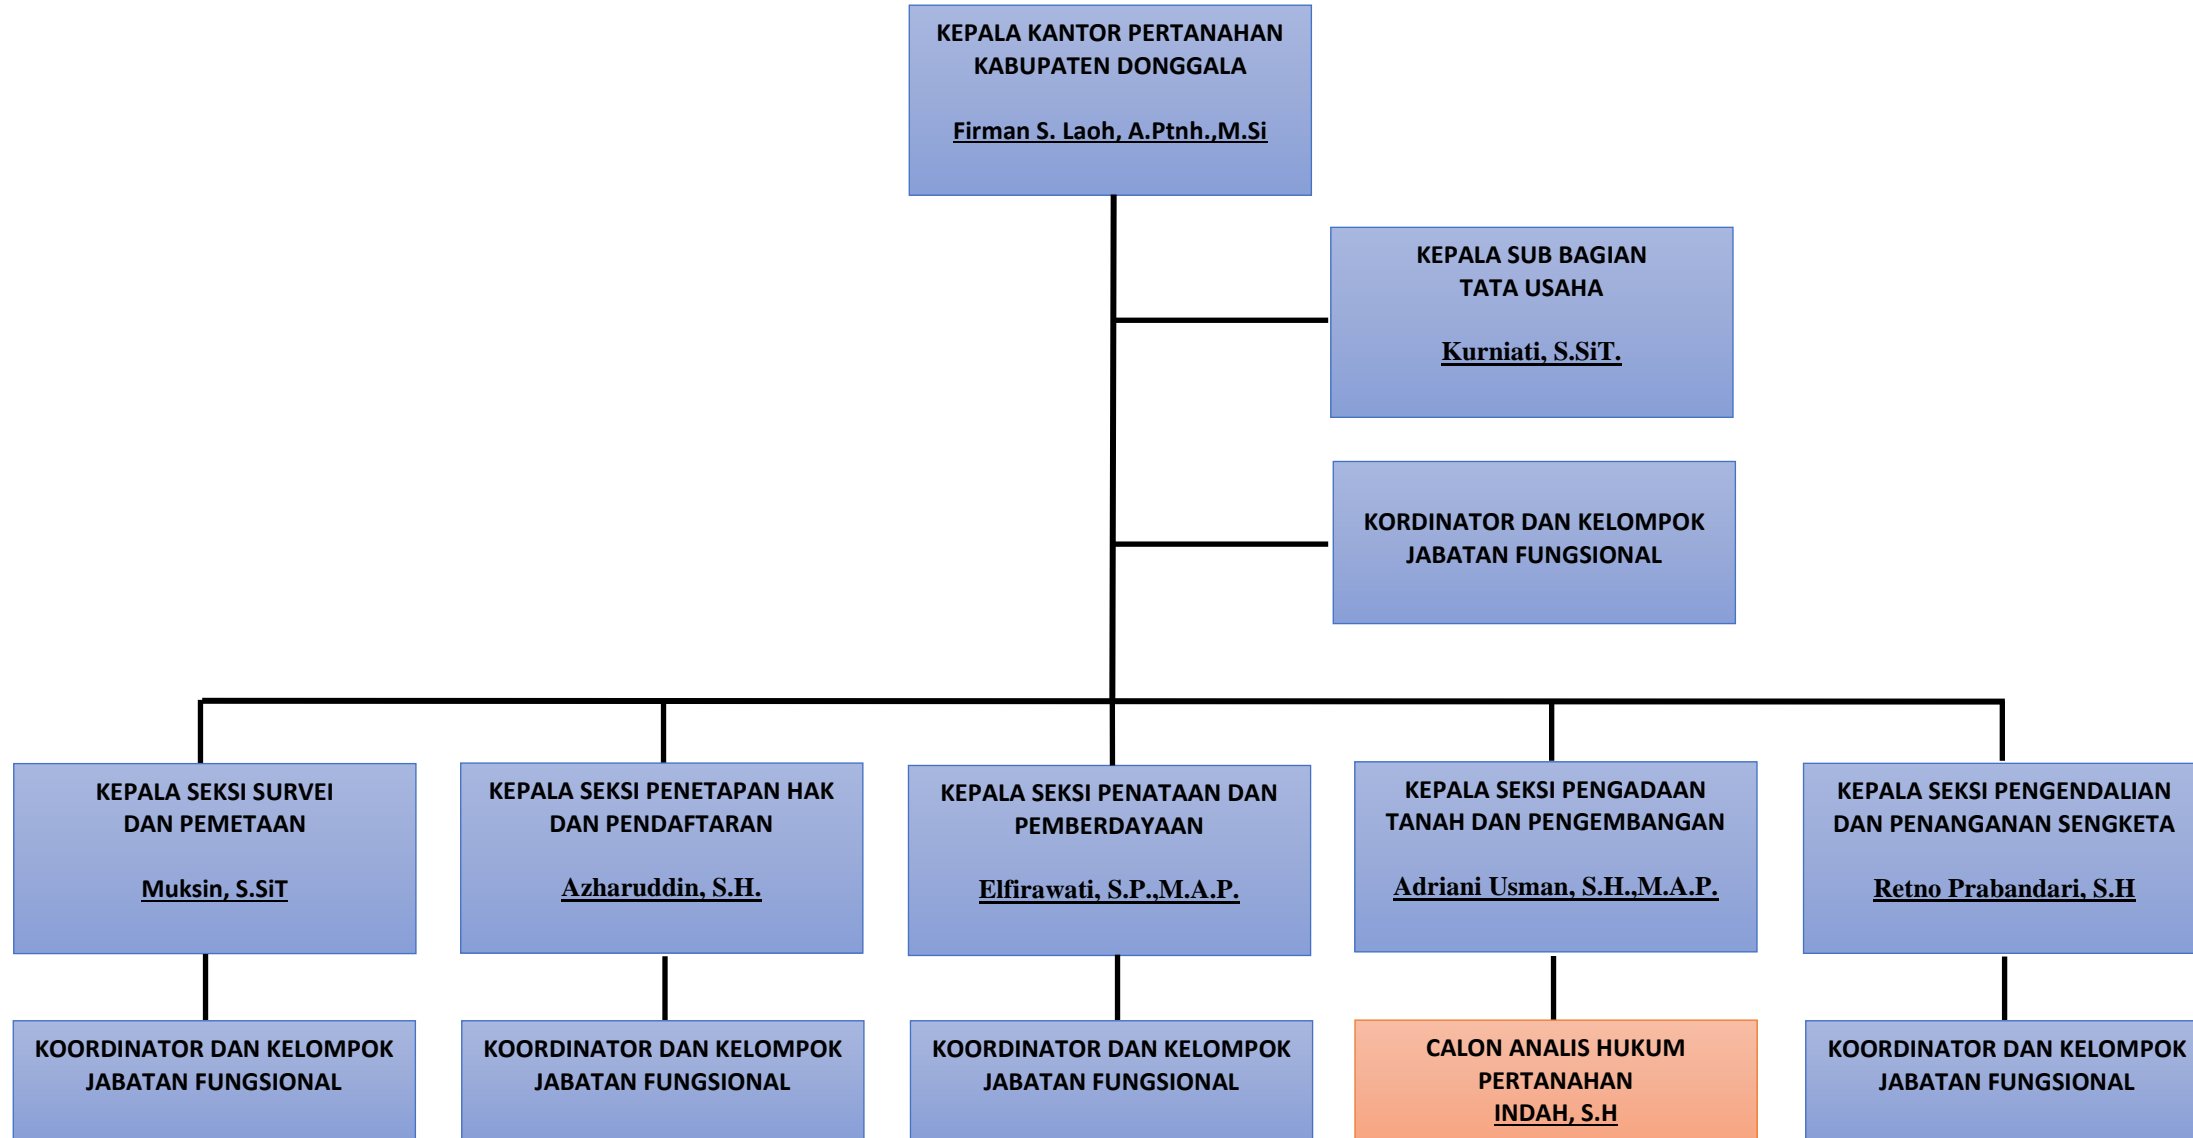 KEPALA KANTOR PERTANAHAN
KABUPATEN DONGGALA
Firman S. Laoh, A.Ptnh.,M.Si
KEPALA SUB BAGIAN
TATA USAHA
Kurniati, S.SiT.
KORDINATOR DAN KELOMPOK
JABATAN FUNGSIONAL
KEPALA SEKSI SURVEI
DAN PEMETAAN
Muksin, S.SiT
KEPALA SEKSI PENETAPAN HAK
DAN PENDAFTARAN
Azharuddin, S.H.
KEPALA SEKSI PENATAAN DAN
PEMBERDAYAAN
Elfirawati, S.P.,M.A.P.
KEPALA SEKSI PENGADAAN
TANAH DAN PENGEMBANGAN
Adriani Usman, S.H.,M.A.P.
KEPALA SEKSI PENGENDALIAN
DAN PENANGANAN SENGKETA
Retno Prabandari, S.H
KOORDINATOR DAN KELOMPOK
JABATAN FUNGSIONAL
KOORDINATOR DAN KELOMPOK
JABATAN FUNGSIONAL
KOORDINATOR DAN KELOMPOK
JABATAN FUNGSIONAL
CALON ANALIS HUKUM
PERTANAHAN
INDAH, S.H
KOORDINATOR DAN KELOMPOK
JABATAN FUNGSIONAL